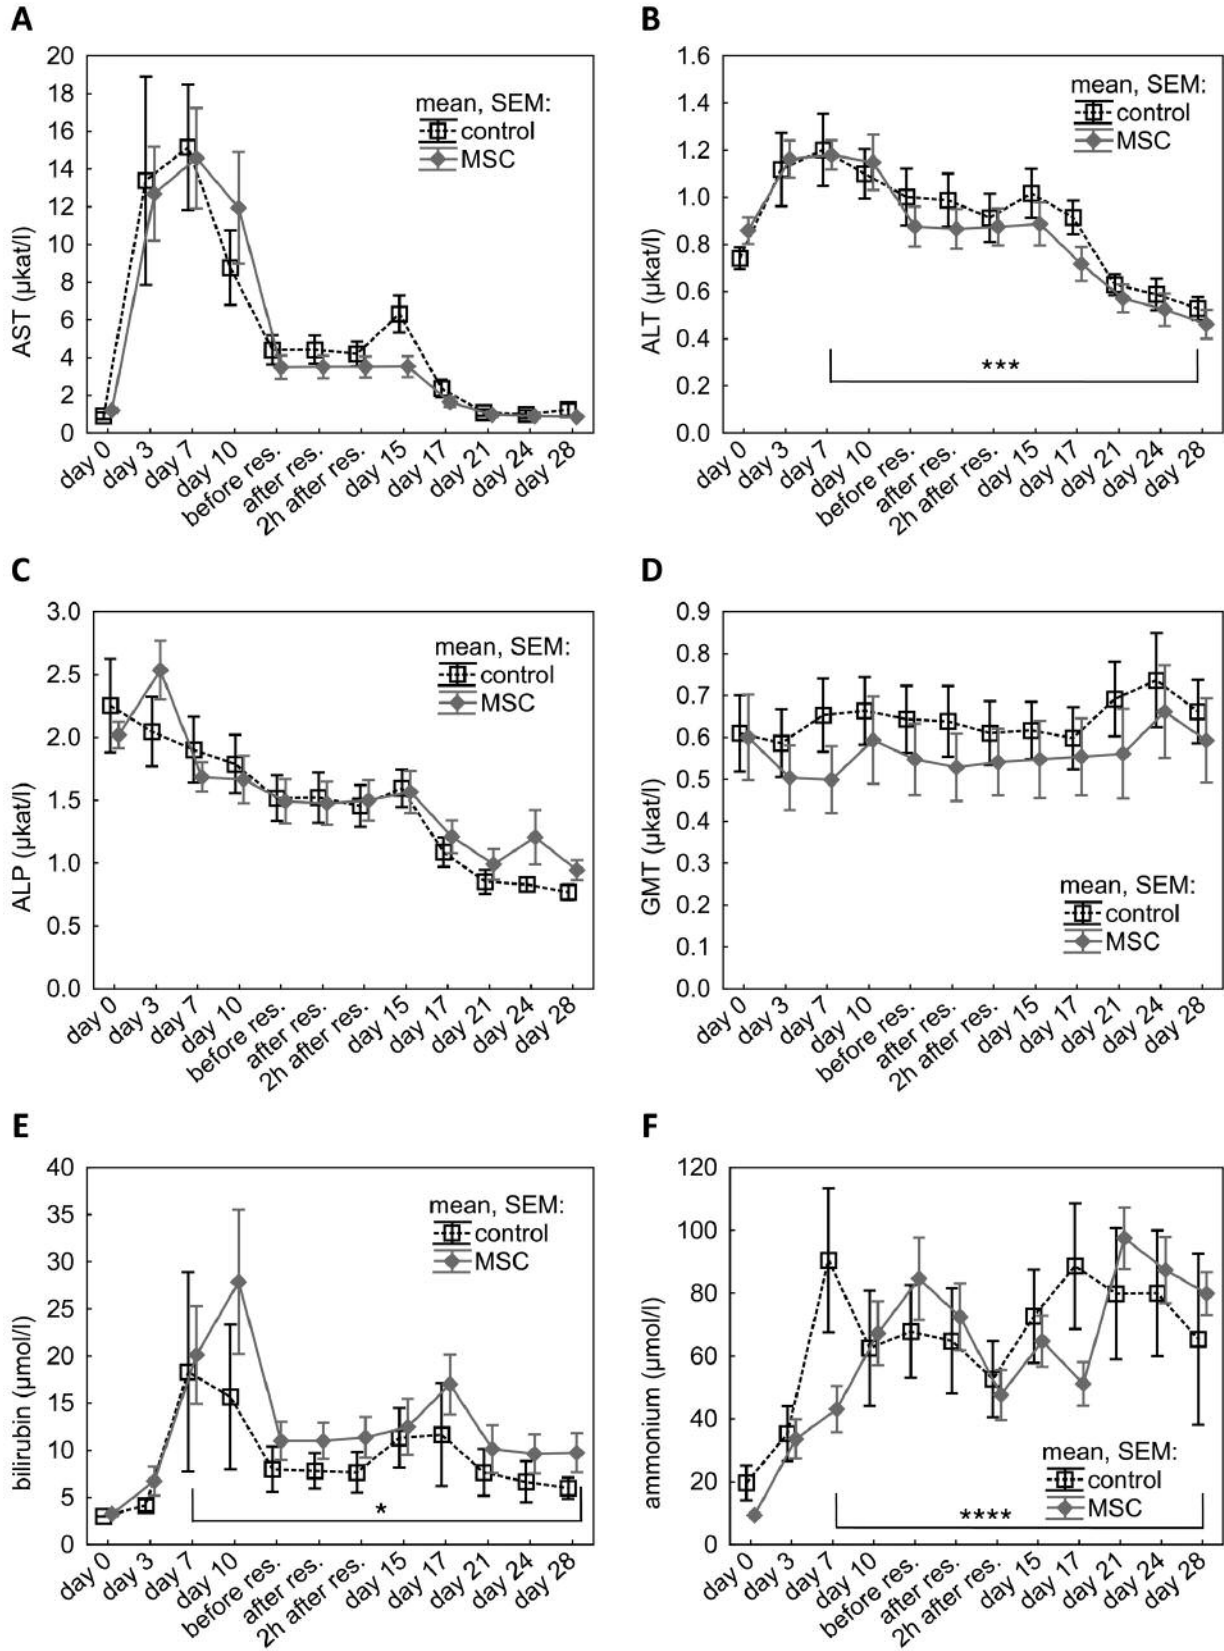 A
AST (µkat/l)
20
18
16
14
12
10
8
6
4
2
0
mean, SEM:
control
MSC
day 0
day 3
day 7
day 10
before res.
after res.
2h after res.
day 15
day 17
day 21
day 24
day 28
B
ALT (µkat/l)
1.6
1.4
1.2
1.0
0.8
0.6
0.4
0.2
0.0
mean, SEM:
control
MSC
***
day 0
day 3
day 7
day 10
before res.
after res.
2h after res.
day 15
day 17
day 21
day 24
day 28
C
ALP (µkat/l)
3.0
2.5
2.0
1.5
1.0
0.5
0.0
mean, SEM:
control
MSC
day 0
day 3
day 7
day 10
before res.
after res.
2h after res.
day 15
day 17
day 21
day 24
day 28
D
GMT (µkat/l)
0.9
0.8
0.7
0.6
0.5
0.4
0.3
0.2
0.1
0.0
mean, SEM:
control
MSC
day 0
day 3
day 7
day 10
before res.
after res.
2h after res.
day 15
day 17
day 21
day 24
day 28
E
bilirubin (µmol/l)
40
35
30
25
20
15
10
5
0
mean, SEM:
control
MSC
*
day 0
day 3
day 7
day 10
before res.
after res.
2h after res.
day 15
day 17
day 21
day 24
day 28
F
ammonium (µmol/l)
120
100
80
60
40
20
0
mean, SEM:
control
MSC
****
day 0
day 3
day 7
day 10
before res.
after res.
2h after res.
day 15
day 17
day 21
day 24
day 28